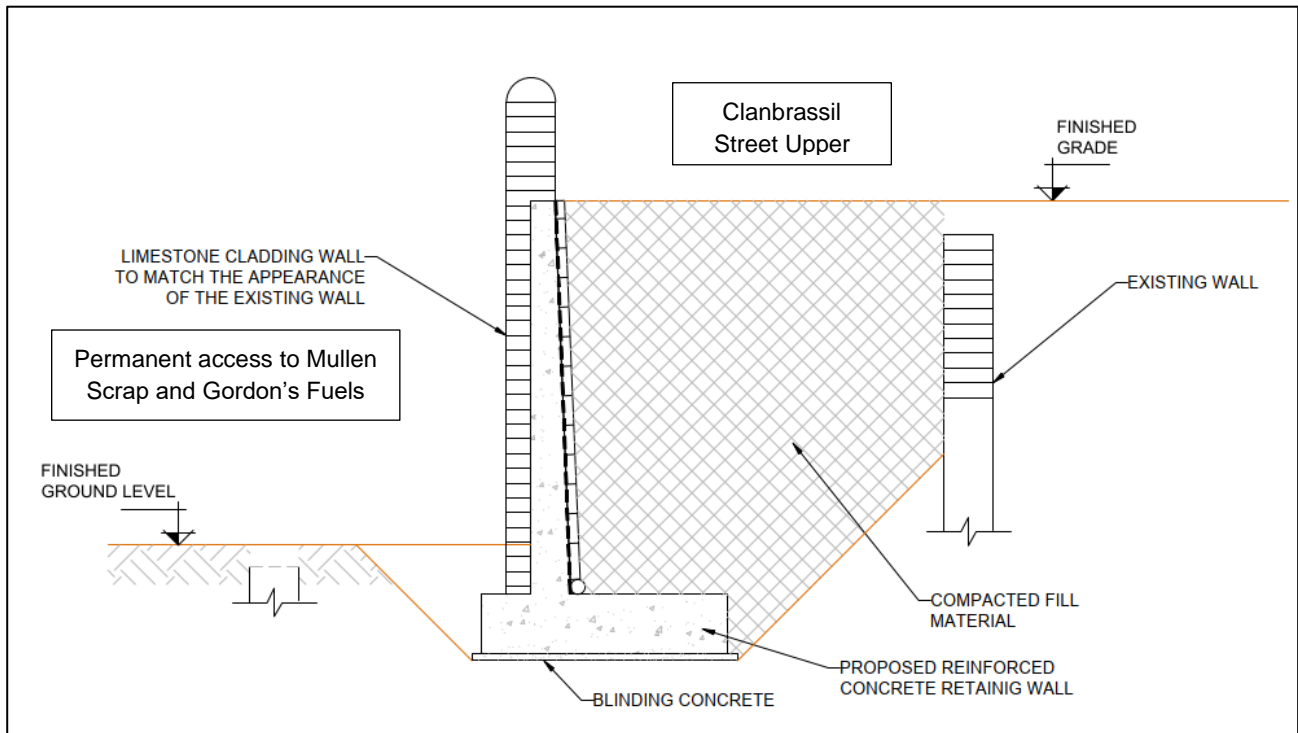 Clanbrassil
Street Upper
FINISHED
GRADE
LIMESTONE CLADDING WALL
TO MATCH THE APPEARANCE
OF THE EXISTING WALL
EXISTING WALL
Permanent access to Mullen
Scrap and Gordon's Fuels
FINISHED
GROUND LEVEL
COMPACTED FILL
MATERIAL
PROPOSED REINFORCED
CONCRETE RETAINIG WALL
BLINDING CONCRETE